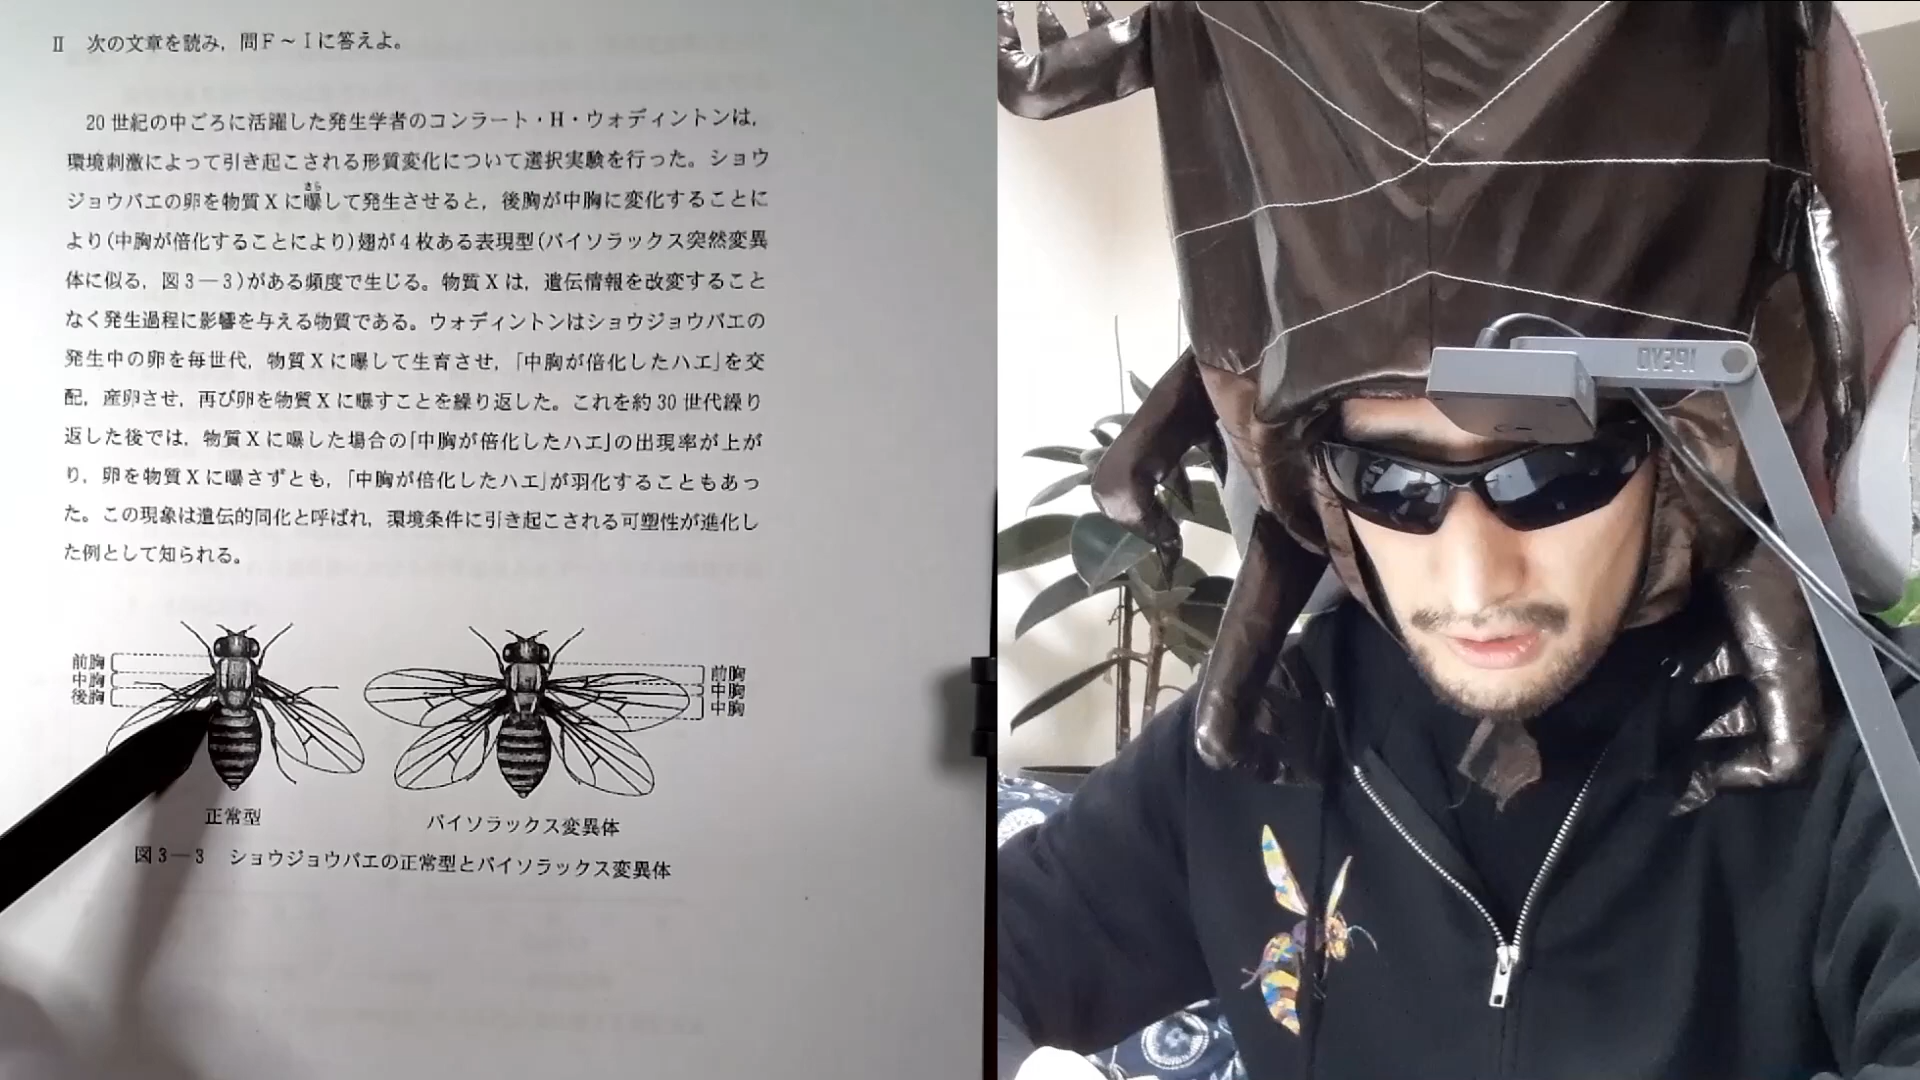 Ⅱ 次の文章を読み,問F～Iに答えよ。
20世紀の中ごろに活躍した発生学者のコンラート・H・ウォディントンは,
環境刺激によって引き起こされる形質変化について選択実験を行った。ショウ
さら
ジョウバエの卵を物質Xに曝して発生させると,後胸が中胸に変化することに
より(中胸が倍化することにより)翅が4枚ある表現型(バイソラックス突然変異
体に似る,図3—3)がある頻度で生じる。物質Xは,遺伝情報を改変すること
なく発生過程に影響を与える物質である。ウォディントンはショウジョウバエの
発生中の卵を毎世代,物質Xに曝して生育させ,「中胸が倍化したハエ」を交
配,産卵させ,再び卵を物質Xに曝すことを繰り返した。これを約30世代繰り
返した後では,物質Xに曝した場合の「中胸が倍化したハエ」の出現率が上が
り,卵を物質Xに曝さずとも,「中胸が倍化したハエ」が羽化することもあっ
た。この現象は遺伝的同化と呼ばれ,環境条件に引き起こされる可塑性が進化し
た例として知られる。
前胸
中胸
後胸
前胸
中胸
中胸
正常型
バイソラックス変異体
図3—3 ショウジョウバエの正常型とバイソラックス変異体
IPEVO